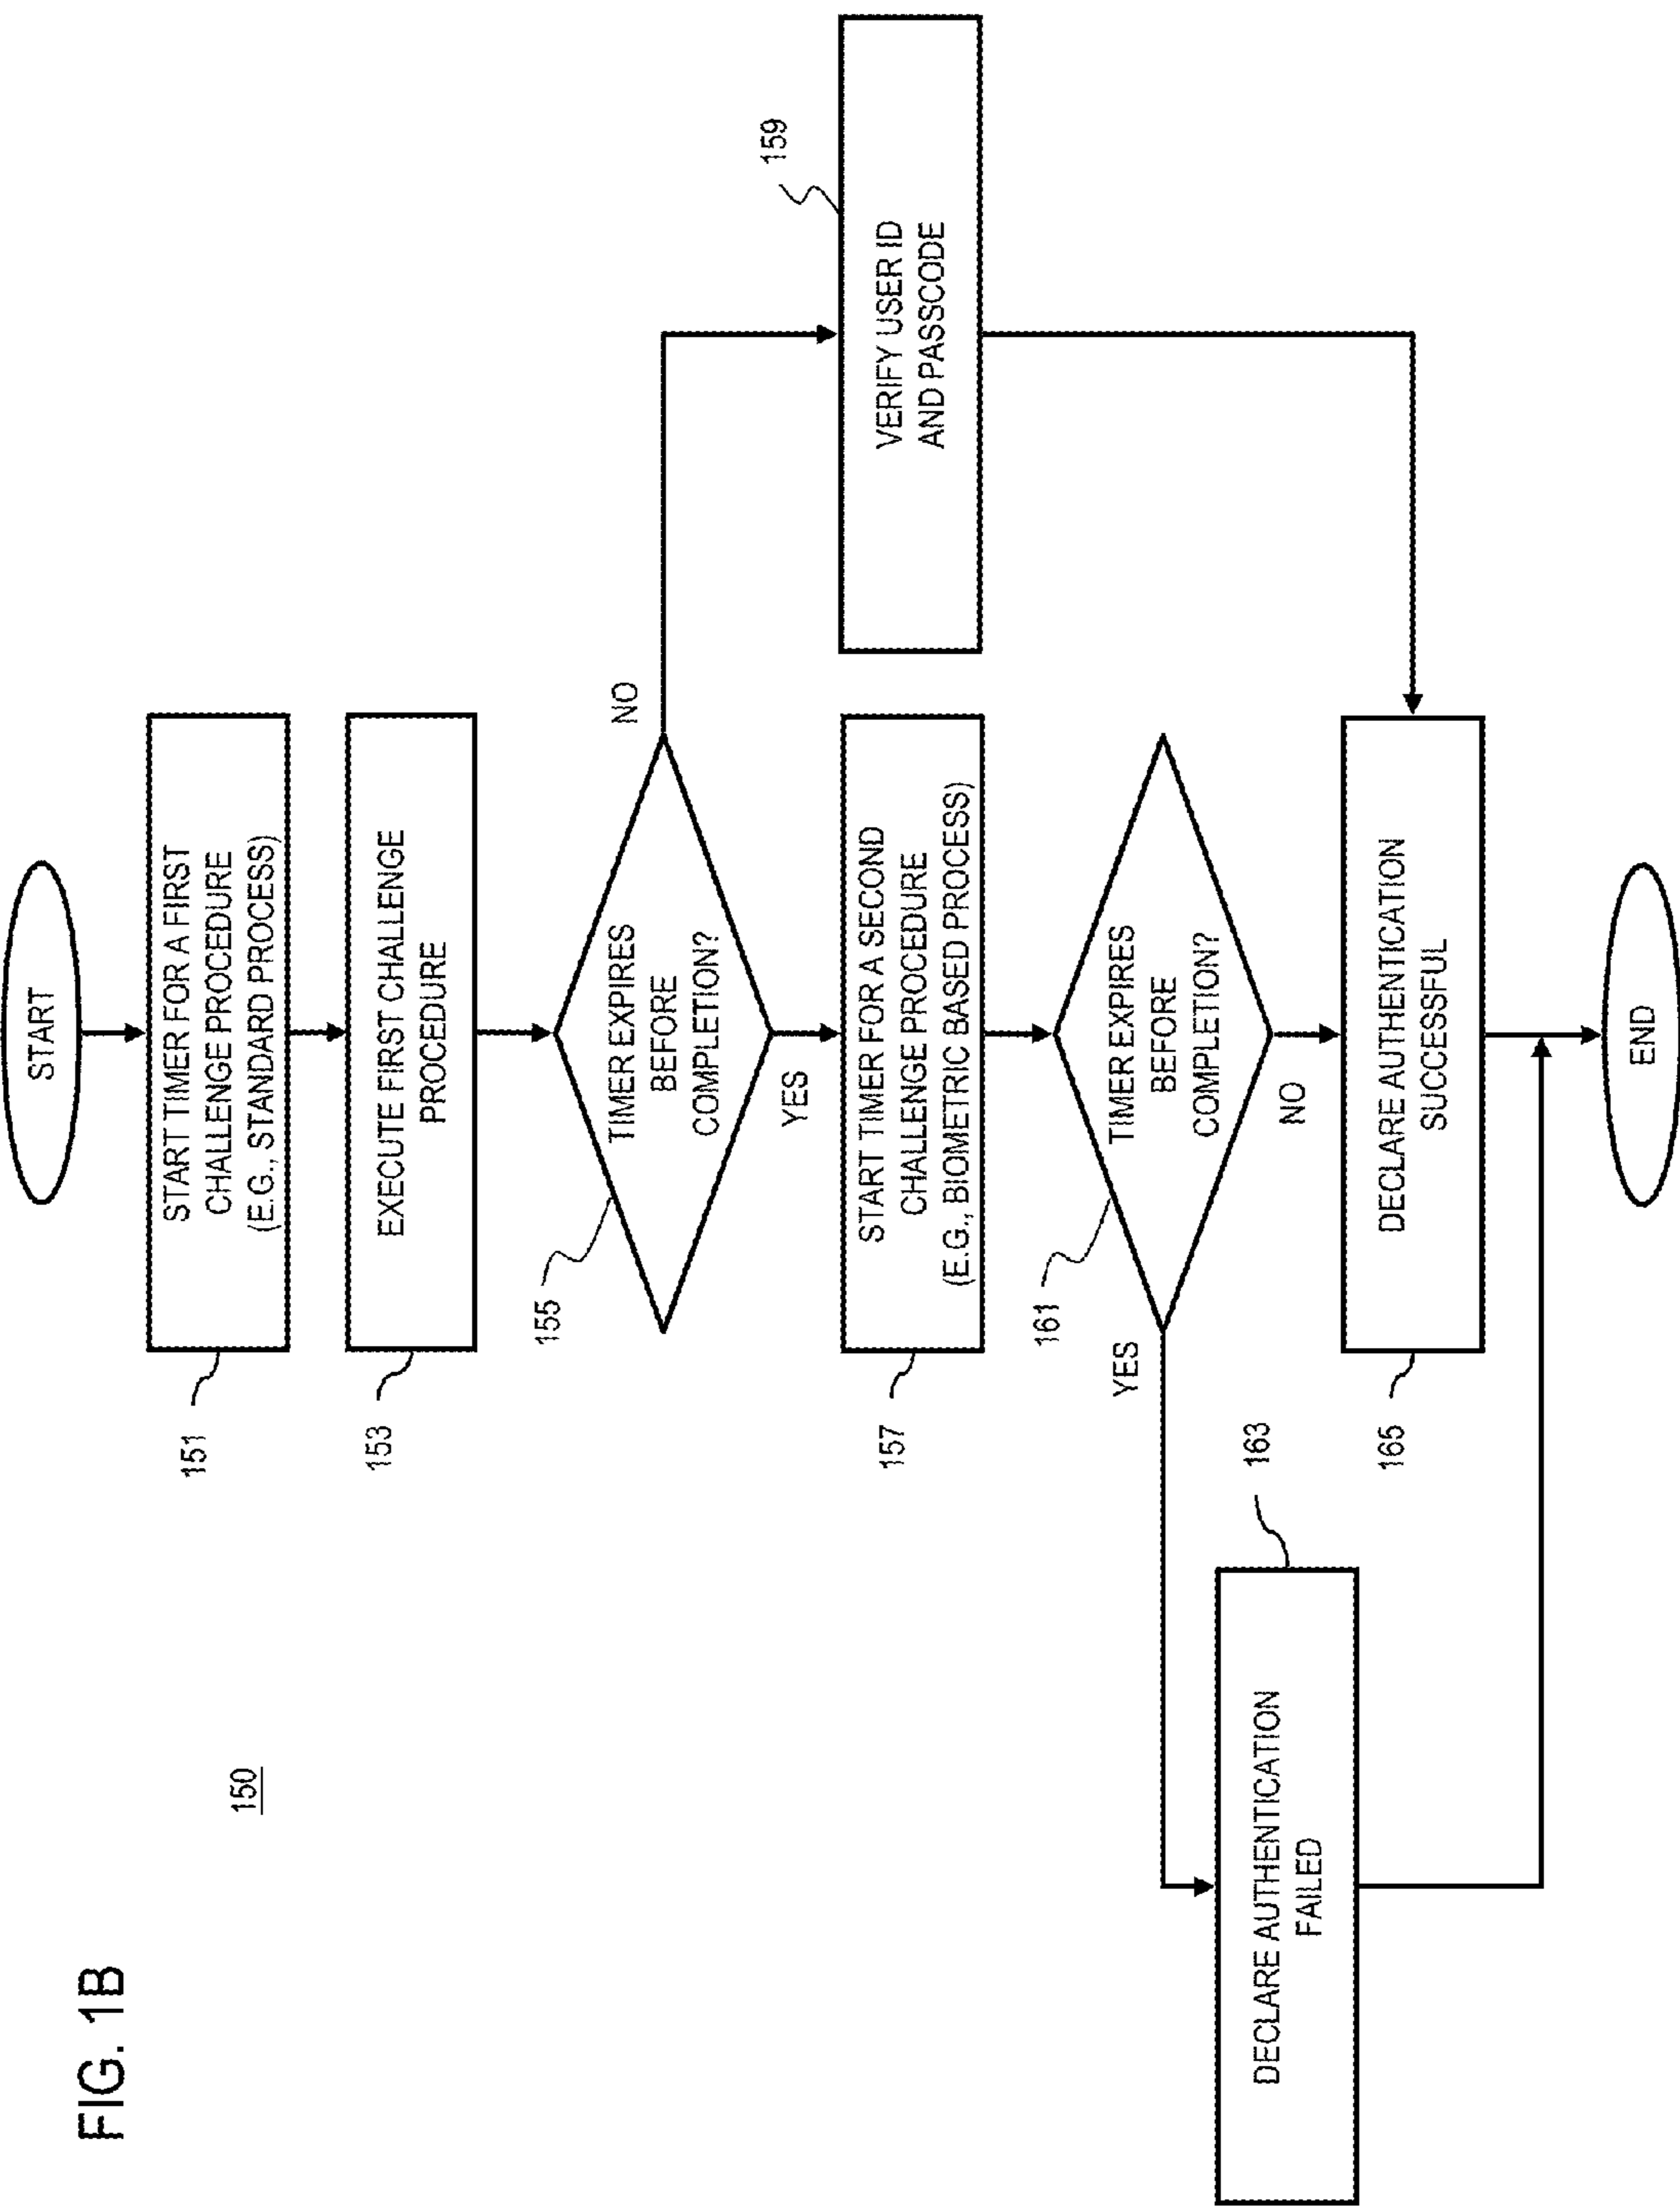 FIG. 1B
150
START
START TIMER FOR A FIRST
CHALLENGE PROCEDURE
(E.G., STANDARD PROCESS)
151
EXECUTE FIRST CHALLENGE
PROCEDURE
153
TIMER EXPIRES
BEFORE
COMPLETION?
155
NO
YES
VERIFY USER ID
AND PASSCODE
159
START TIMER FOR A SECOND
CHALLENGE PROCEDURE
(E.G., BIOMETRIC BASED PROCESS)
157
TIMER EXPIRES
BEFORE
COMPLETION?
161
YES
NO
DECLARE AUTHENTICATION
FAILED
163
DECLARE AUTHENTICATION
SUCCESSFUL
165
END